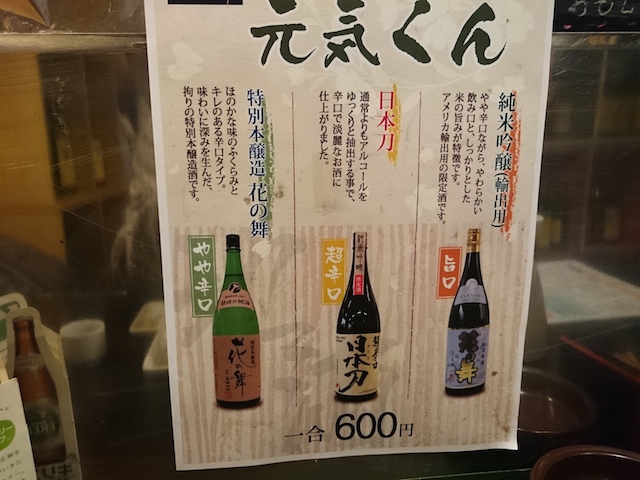 元気くん
純米吟醸(輸出用)
やや辛口ながら、やわらかい
飲み口と、しっかりとした
米の旨みが特徴です。
アメリカ輸出用の限定酒です。
日本刀
通常よりもアルコールを
ゆっくりと抽出する事で、
辛口で淡麗なお酒に
仕上がりました。
特別本醸造 花の舞
ほのかな味のふくらみと
キレのある辛口タイプ。
味わいに深みを生んだ、
拘りの特別本醸造酒です。
旨口
超辛口
やや辛口
花の舞
超辛口
日本刀
花の舞
一合 600円